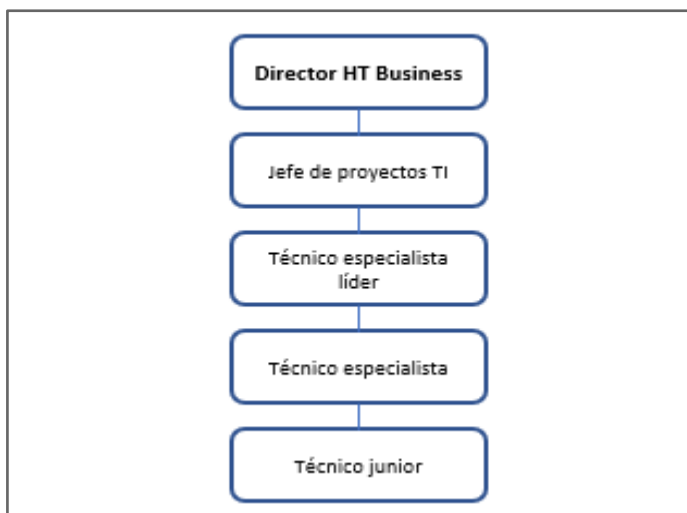 Director HT Business
Jefe de proyectos TI
Técnico especialista
líder
Técnico especialista
Técnico junior